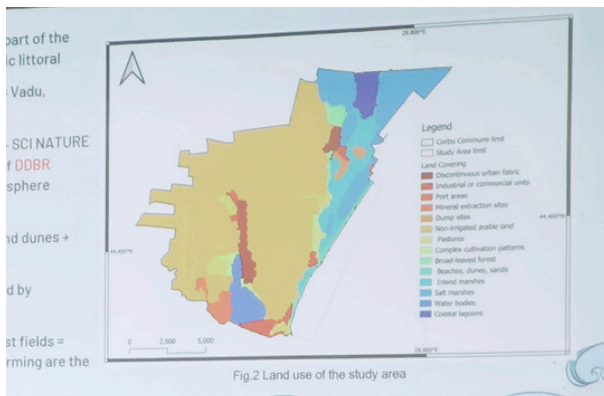 part of the
ic littoral
Vadu,
SCI NATURE
f DDBR
osphere
nd dunes +
d by
st fields =
rming are the
28.800°E
44.400°N
44.400°N
Legend
Corbu Commune limit
Study Area limit
Land Covering
Discontinuous urban fabric
Industrial or commercial units
Port areas
Mineral extraction sites
Dump sites
Non-irrigated arable land
Pastures
Complex cultivation patterns
Broad-leaved forest
Beaches, dunes, sands
Inland marshes
Salt marshes
Water bodies
Coastal lagoons
0 2,500 5,000
28.800°E
Fig.2 Land use of the study area